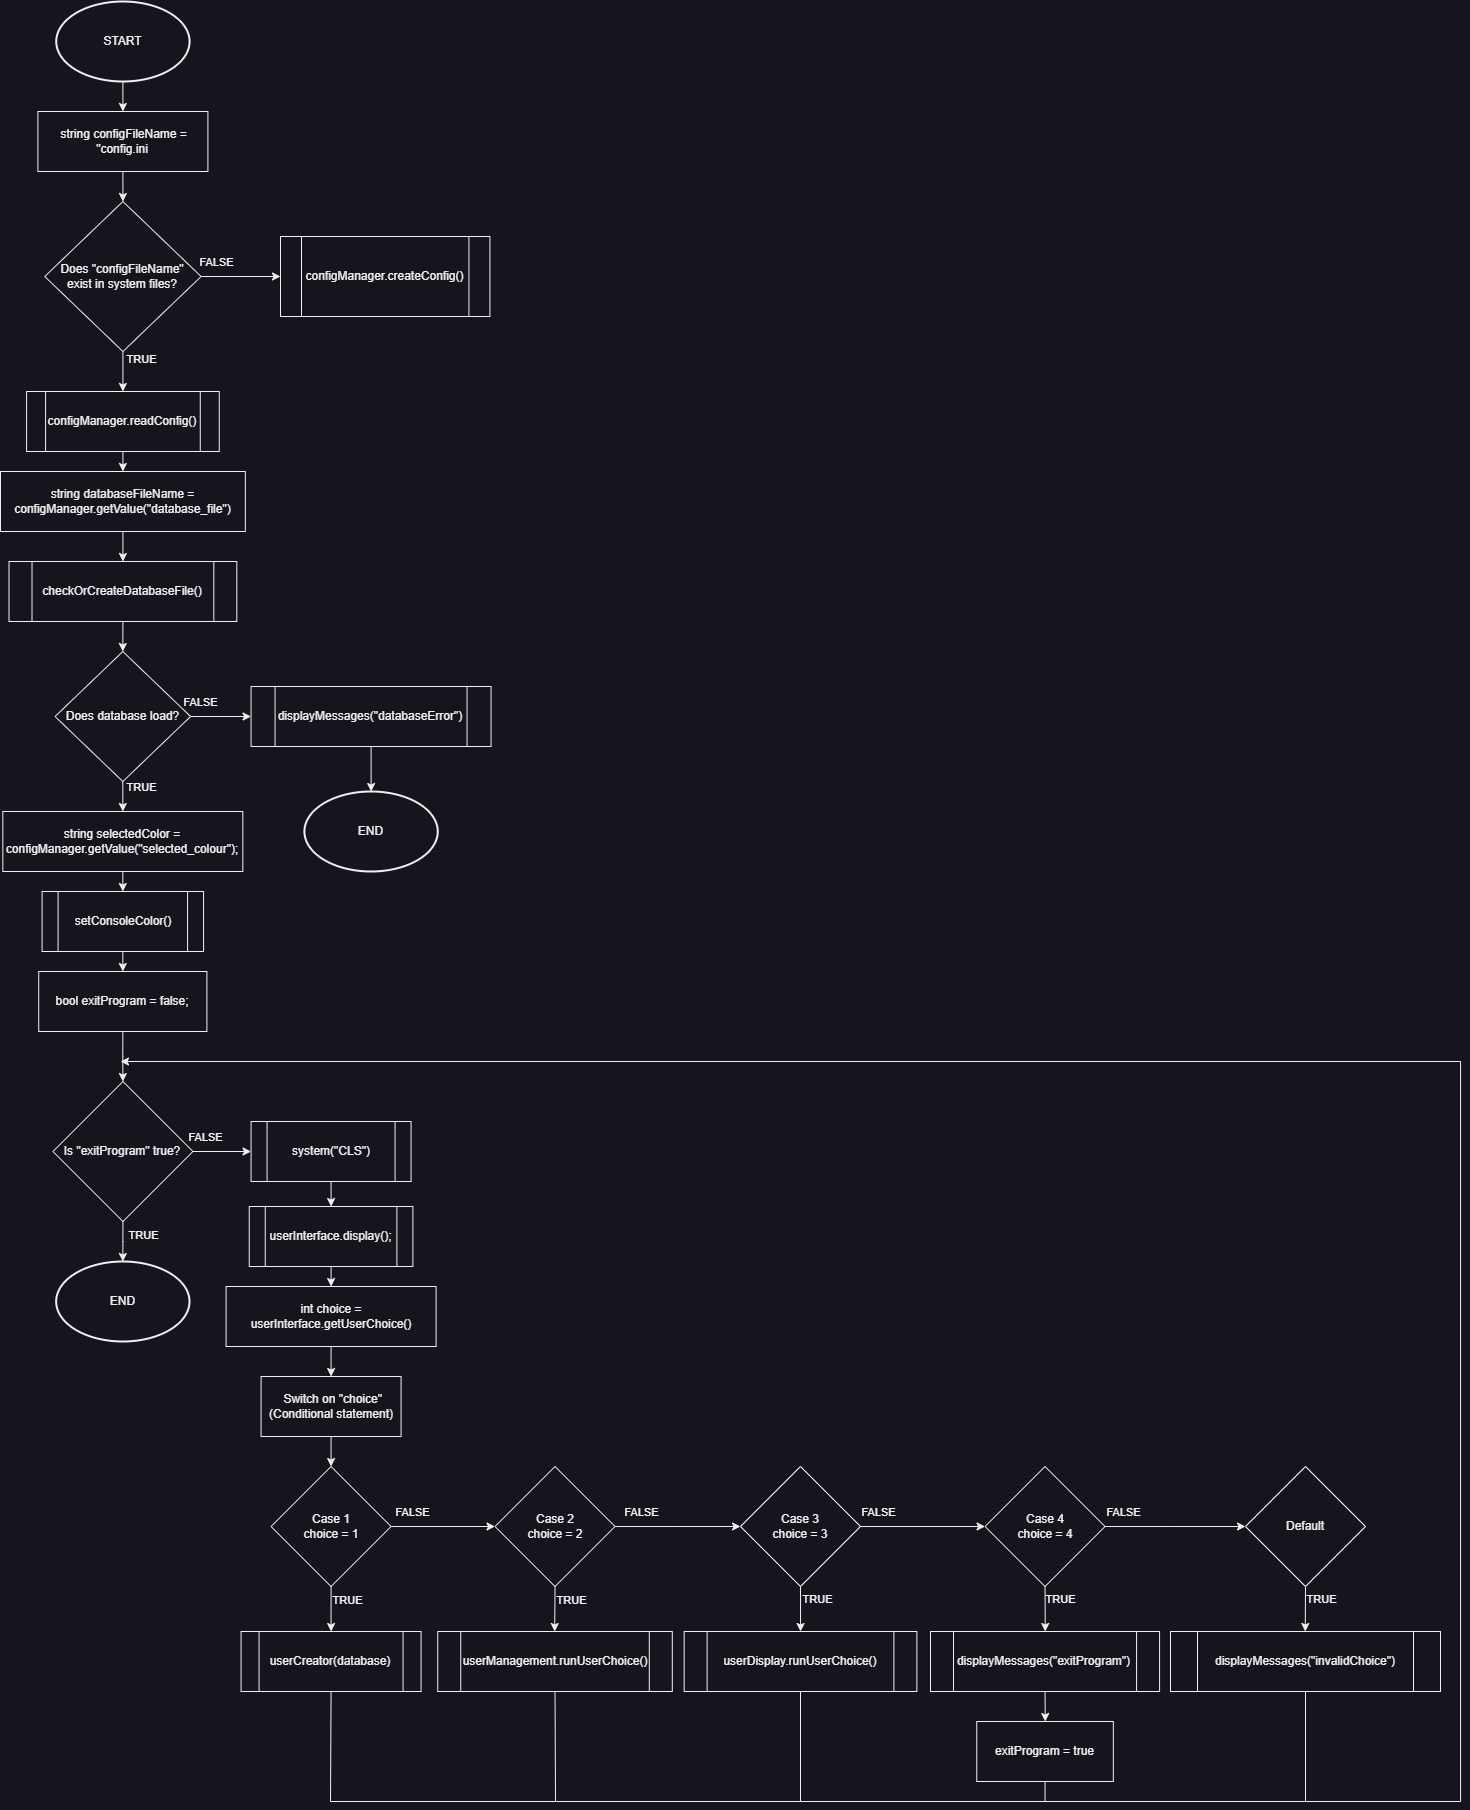 START
string configFileName =
"config.ini
Does "configFileName"
exist in system files?
FALSE
configManager.createConfig()
TRUE
configManager.readConfig()
string databaseFileName =
configManager.getValue("database_file")
checkOrCreateDatabaseFile()
Does database load?
FALSE
displayMessages("databaseError")
END
TRUE
string selectedColor =
configManager.getValue("selected_colour");
setConsoleColor()
bool exitProgram = false;
Is "exitProgram" true?
FALSE
system("CLS")
TRUE
END
userInterface.display();
int choice =
userInterface.getUserChoice()
Switch on "choice"
(Conditional statement)
Case 1
choice = 1
FALSE
Case 2
choice = 2
FALSE
Case 3
choice = 3
FALSE
Case 4
choice = 4
FALSE
Default
TRUE
TRUE
TRUE
TRUE
TRUE
userCreator(database)
userManagement.runUserChoice()
userDisplay.runUserChoice()
displayMessages("exitProgram")
displayMessages("invalidChoice")
exitProgram = true